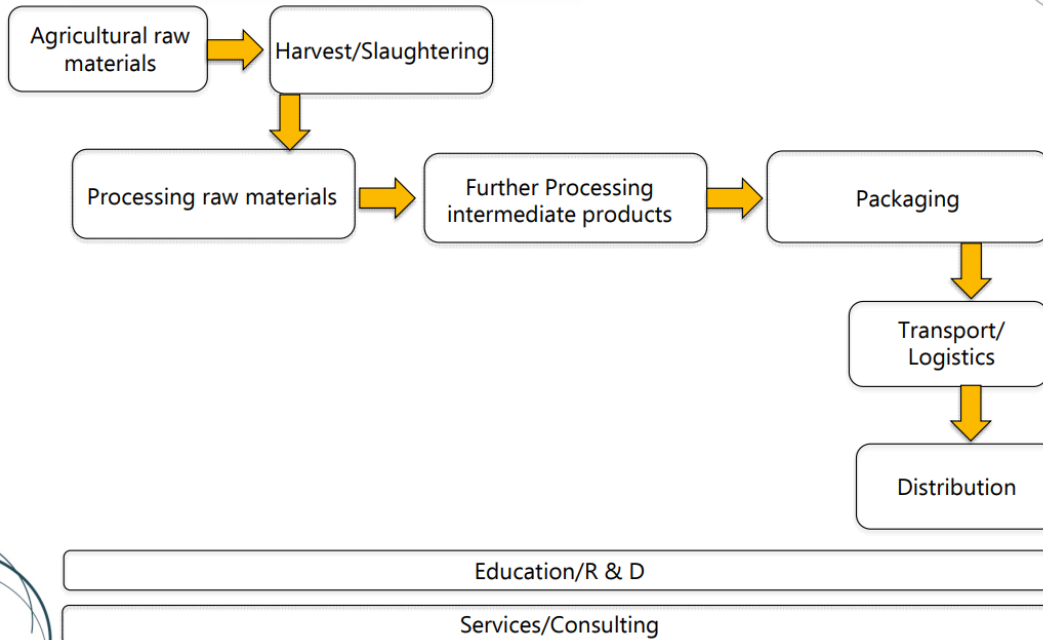 Agricultural raw
materials
Harvest/Slaughtering
Processing raw materials
Further Processing
intermediate products
Packaging
Transport/
Logistics
Distribution
Education/R & D
Services/Consulting